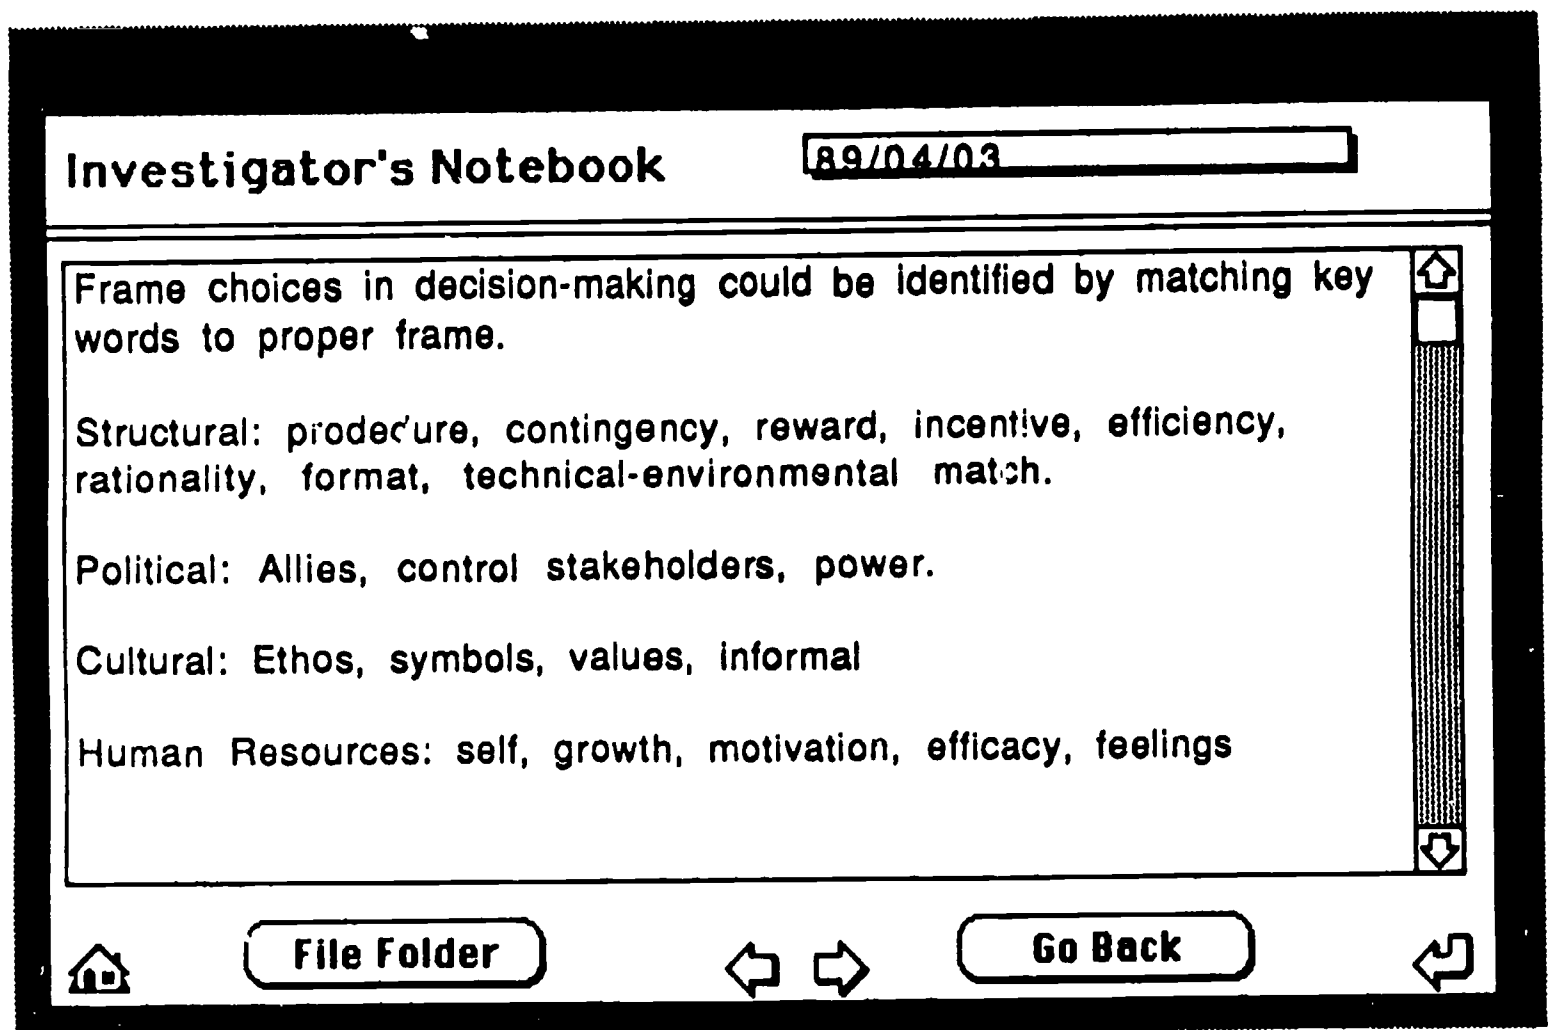 Investigator's Notebook
89/04/03
Frame choices in decision-making could be identified by matching key
words to proper frame.
Structural: prodecure, contingency, reward, incentive, efficiency,
rationality, format, technical-environmental match.
Political: Allies, control stakeholders, power.
Cultural: Ethos, symbols, values, informal
Human Resources: self, growth, motivation, efficacy, feelings
File Folder
Go Back